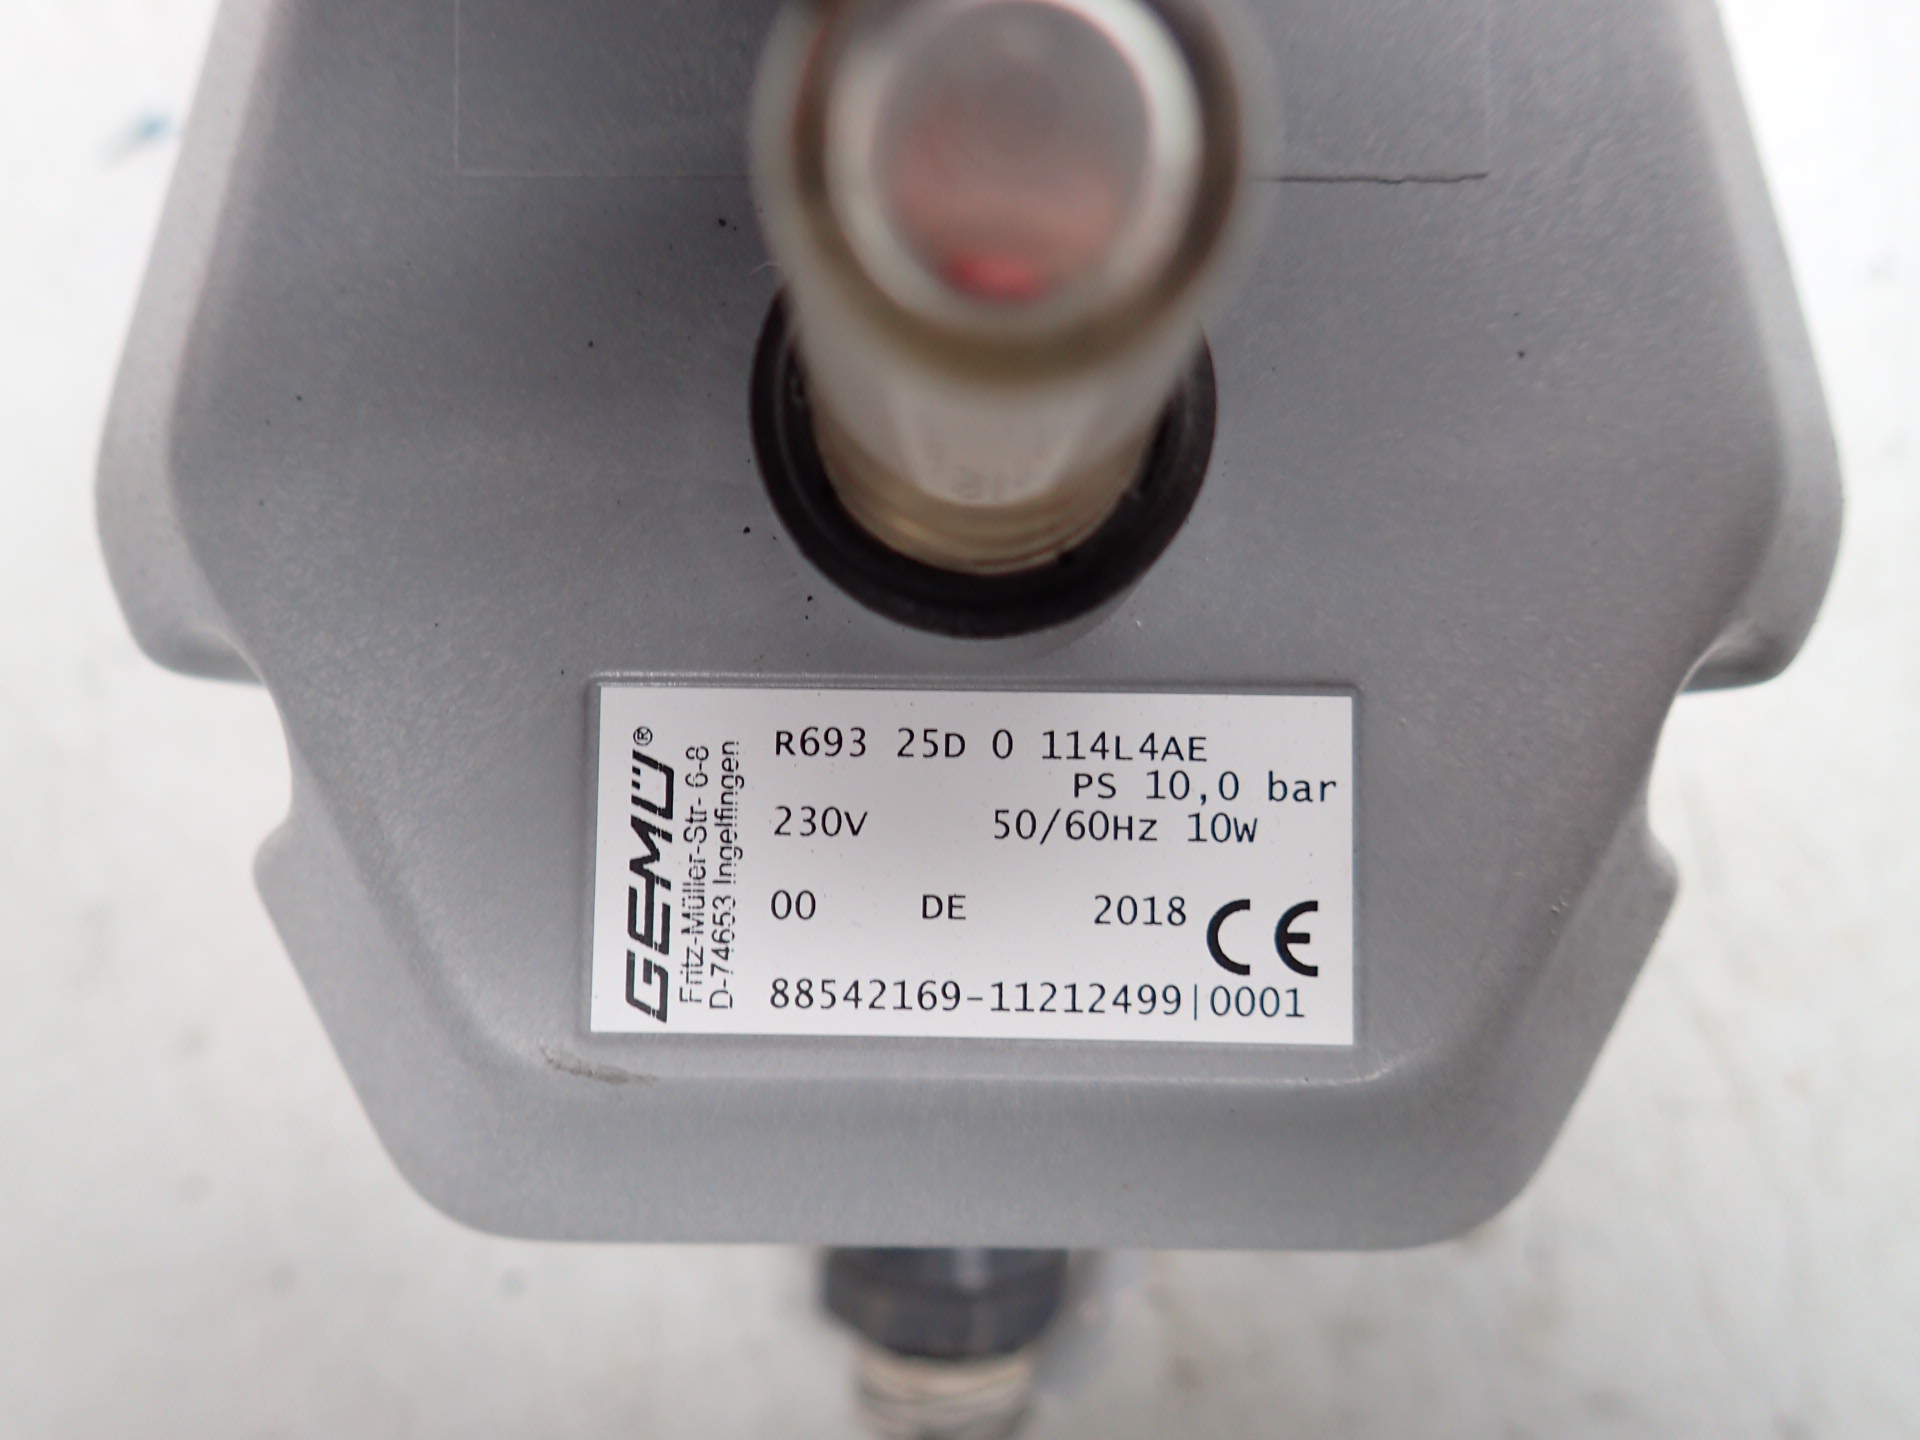 GEMÜ®
Fritz-Müller-Str- 6-8
D-74653 Ingelfingen
R693 25D 0 114L4AE
PS 10,0 bar
230V 50/60Hz 10W
00 DE 2018 CE
88542169-11212499|0001